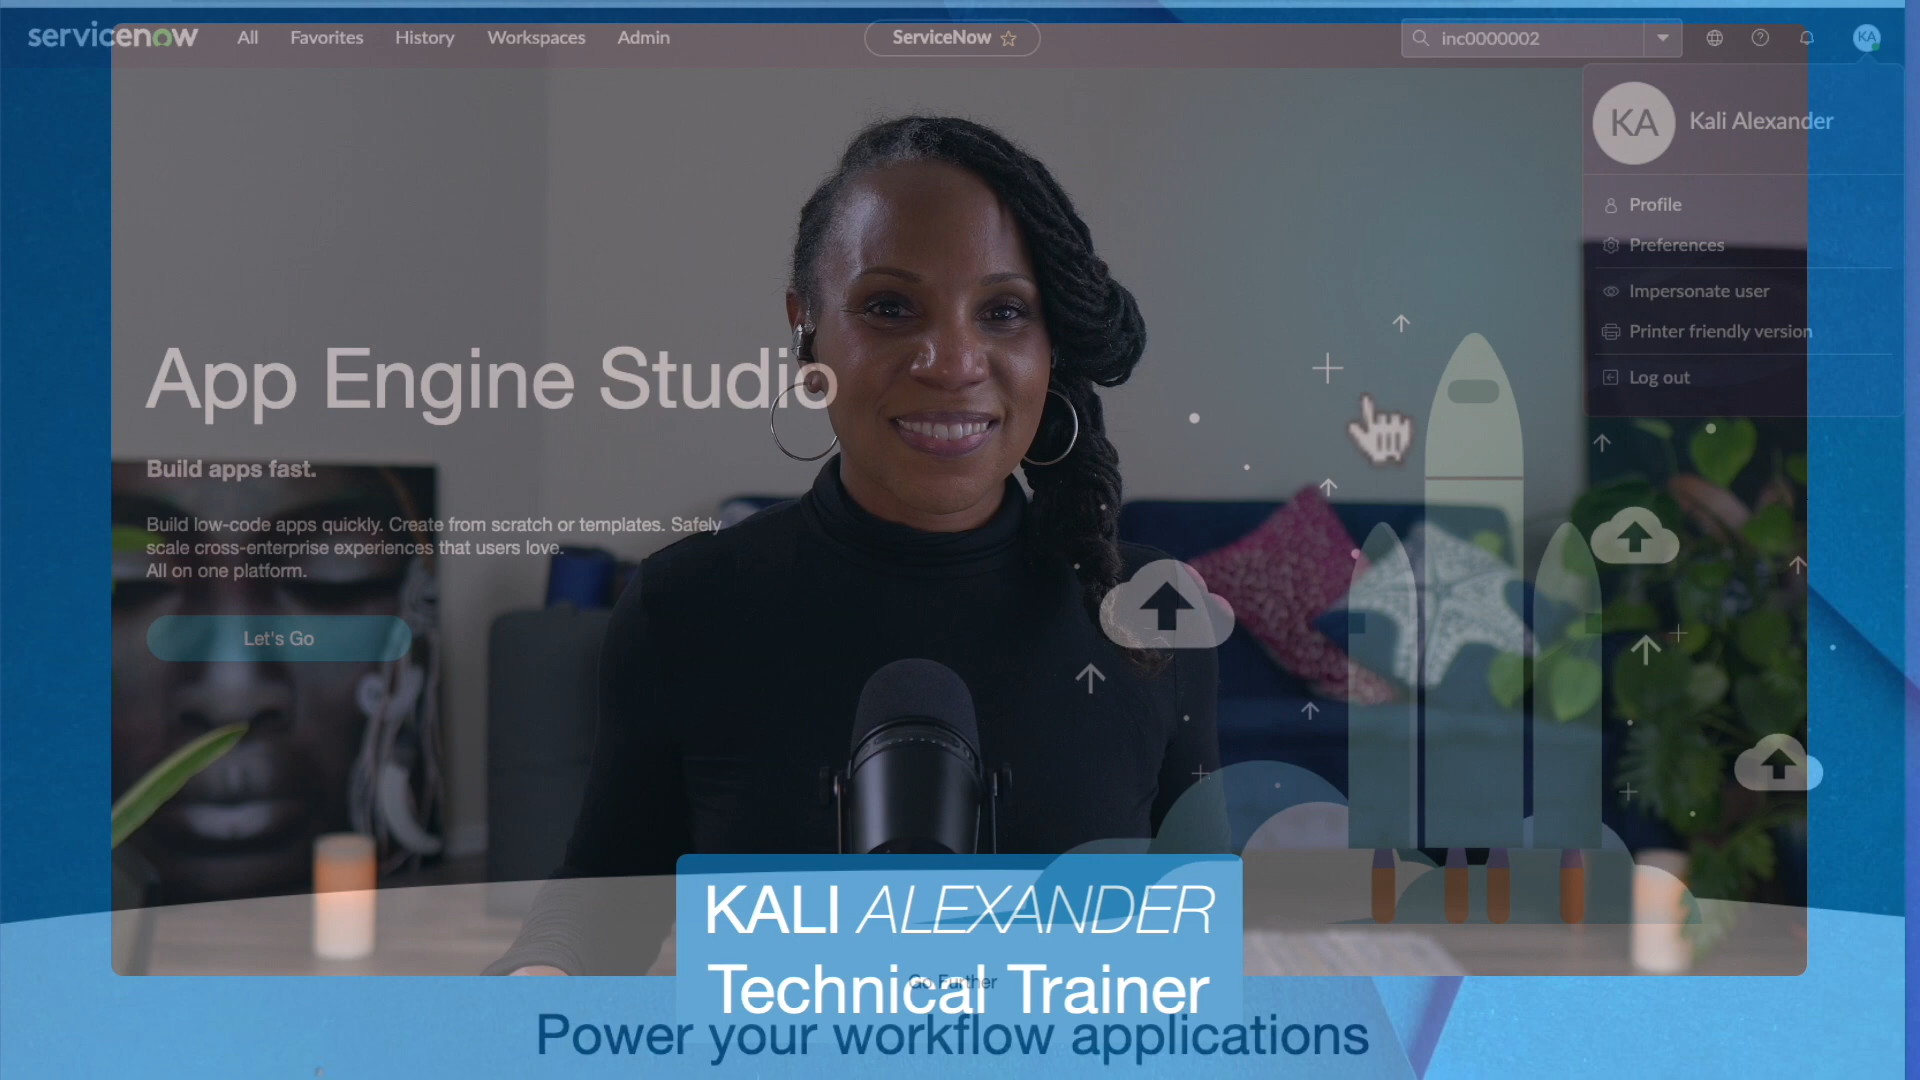 servicenow
All Favorites History Workspaces Admin
ServiceNow
inc0000002
KA
KA Kali Alexander
Profile
Preferences
Impersonate user
Printer friendly version
Log out
App Engine Studio
Build apps fast.
Build low-code apps quickly. Create from scratch or templates. Safely
scale cross-enterprise experiences that users love.
All on one platform.
Let's Go
KALI ALEXANDER
Technical Trainer
Go Further
Power your workflow applications